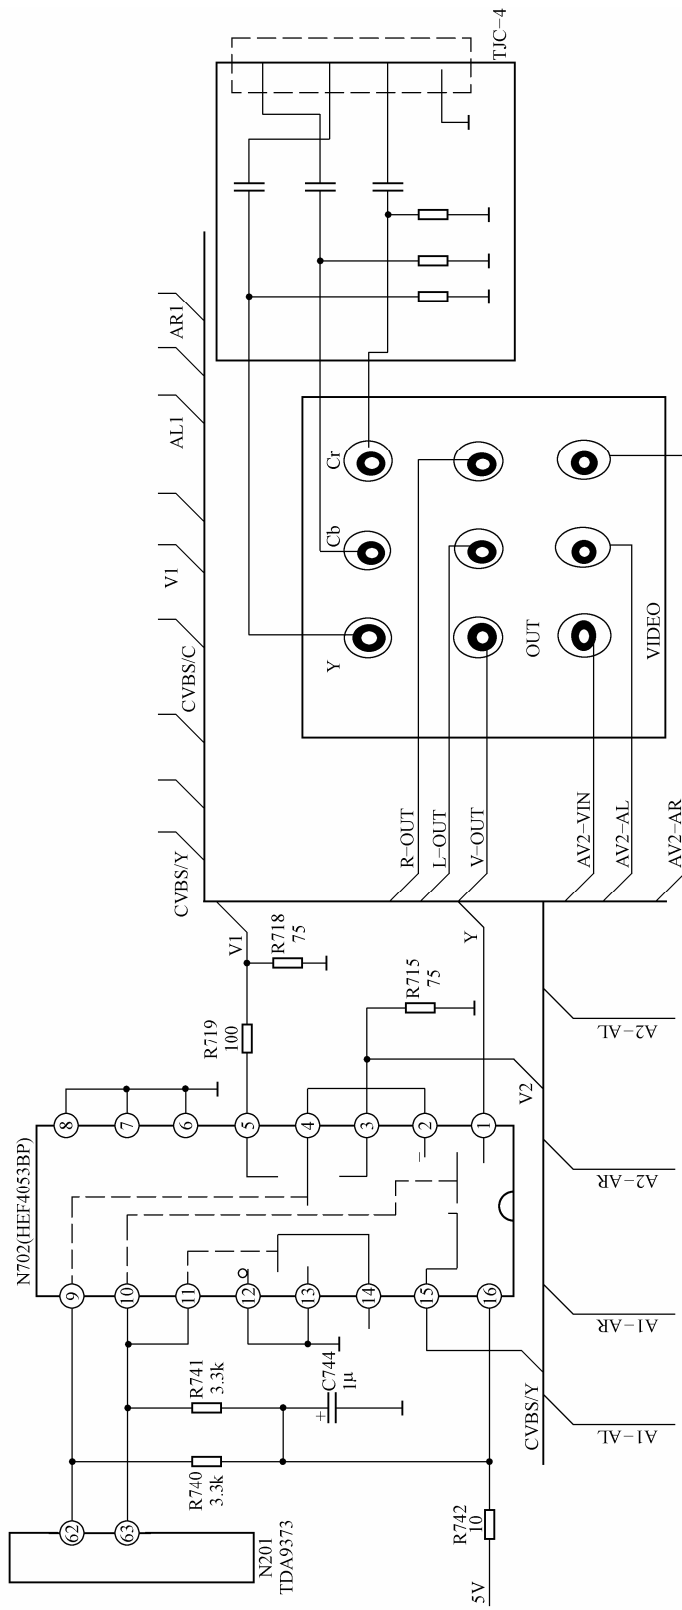 TJC-4
AR1
AL1
V1
CVBS/C
CVBS/Y
Cr
Cb
Y
OUT
VIDEO
R-OUT
L-OUT
V-OUT
AV2-VIN
AV2-AL
AV2-AR
V1
R718
75
Y
R719
100
R715
75
V2
A2-AL
A2-AR
A1-AR
A1-AL
CVBS/Y
N702(HEF4053BP)
8
7
6
5
4
3
2
1
9
10
11
12
13
14
15
16
R741
3.3k
C744
1μ
+
R740
3.3k
R742
10
5V
62
63
N201
TDA9373